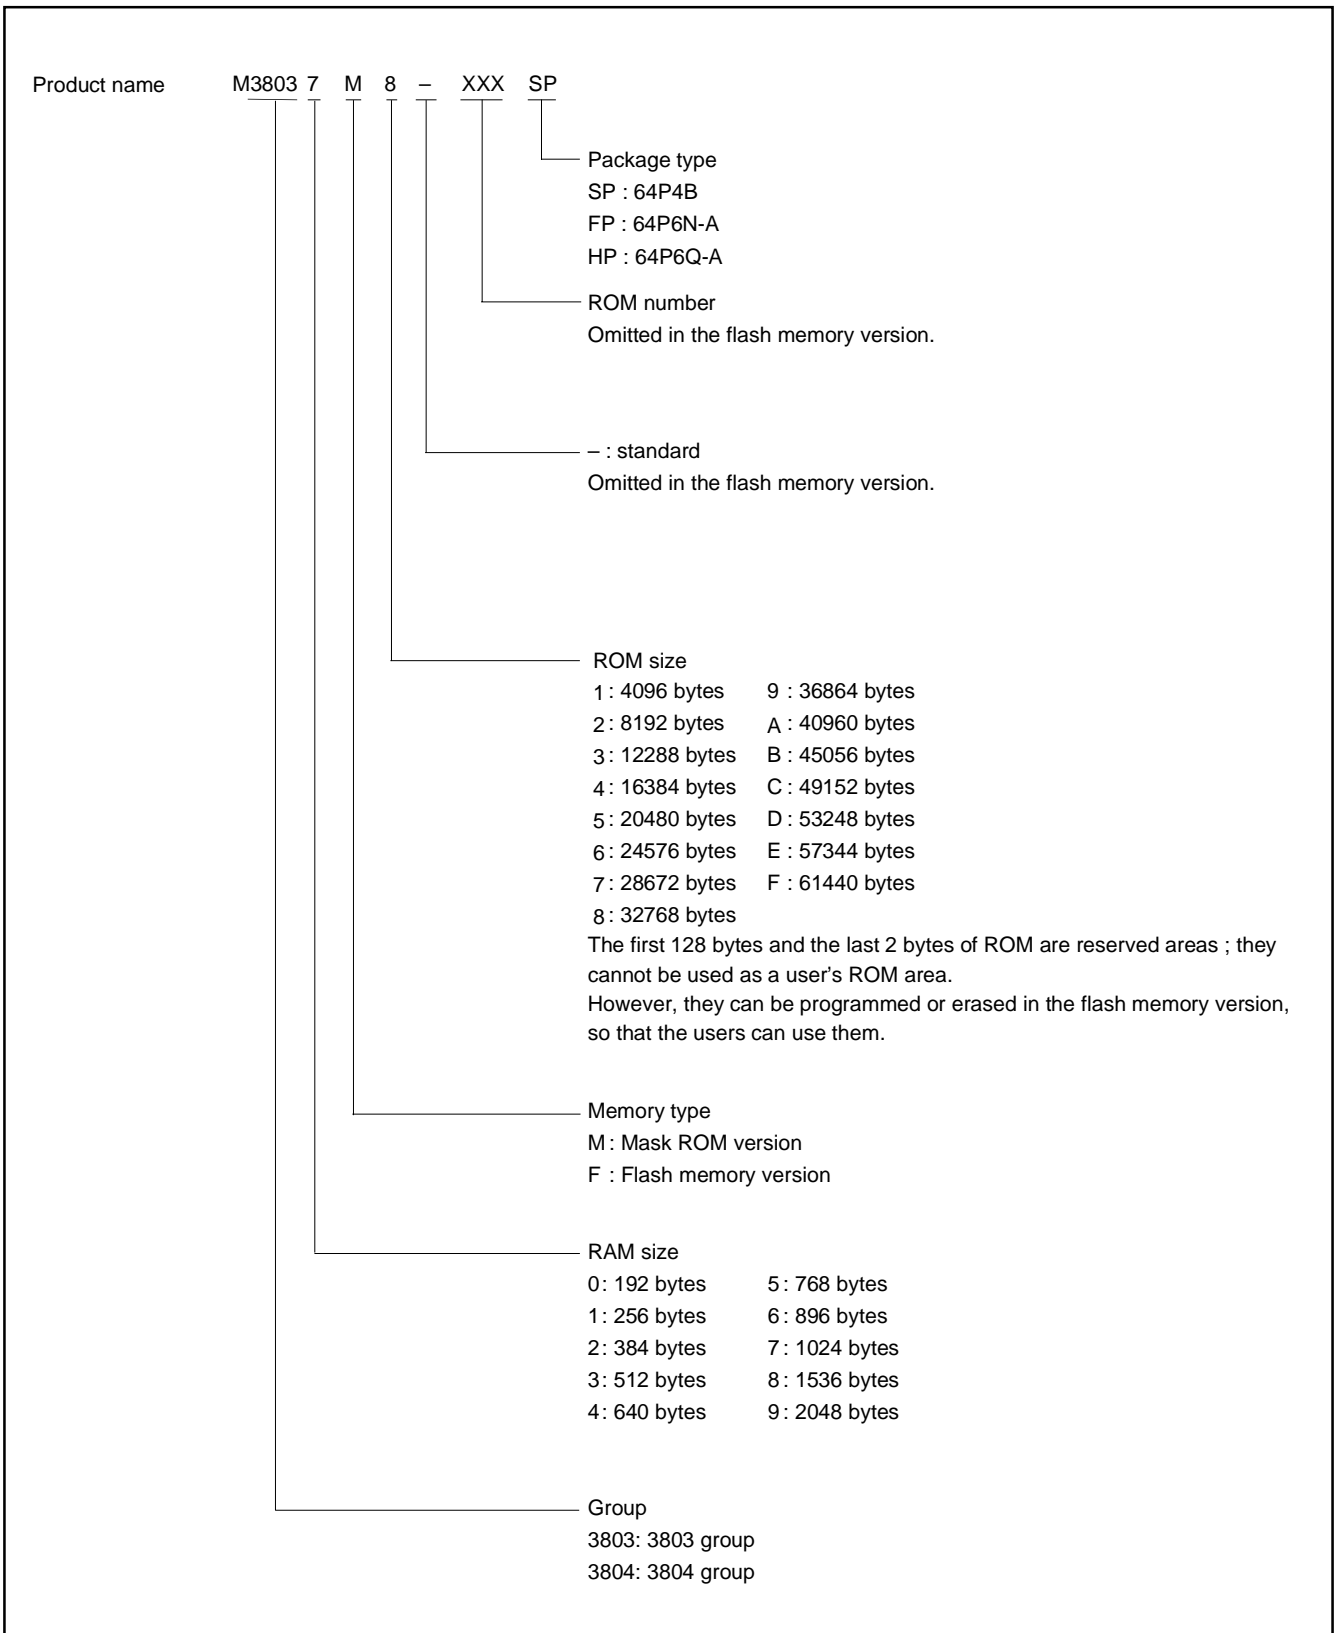 Product name M3803 7 M 8 – XXX SP
Package type
SP : 64P4B
FP : 64P6N-A
HP : 64P6Q-A
ROM number
Omitted in the flash memory version.
– : standard
Omitted in the flash memory version.
ROM size
1 : 4096 bytes 9 : 36864 bytes
2 : 8192 bytes A : 40960 bytes
3 : 12288 bytes B : 45056 bytes
4 : 16384 bytes C : 49152 bytes
5 : 20480 bytes D : 53248 bytes
6 : 24576 bytes E : 57344 bytes
7 : 28672 bytes F : 61440 bytes
8 : 32768 bytes
The first 128 bytes and the last 2 bytes of ROM are reserved areas ; they
cannot be used as a user’s ROM area.
However, they can be programmed or erased in the flash memory version,
so that the users can use them.
Memory type
M : Mask ROM version
F : Flash memory version
RAM size
0 : 192 bytes 5 : 768 bytes
1 : 256 bytes 6 : 896 bytes
2 : 384 bytes 7 : 1024 bytes
3 : 512 bytes 8 : 1536 bytes
4 : 640 bytes 9 : 2048 bytes
Group
3803: 3803 group
3804: 3804 group